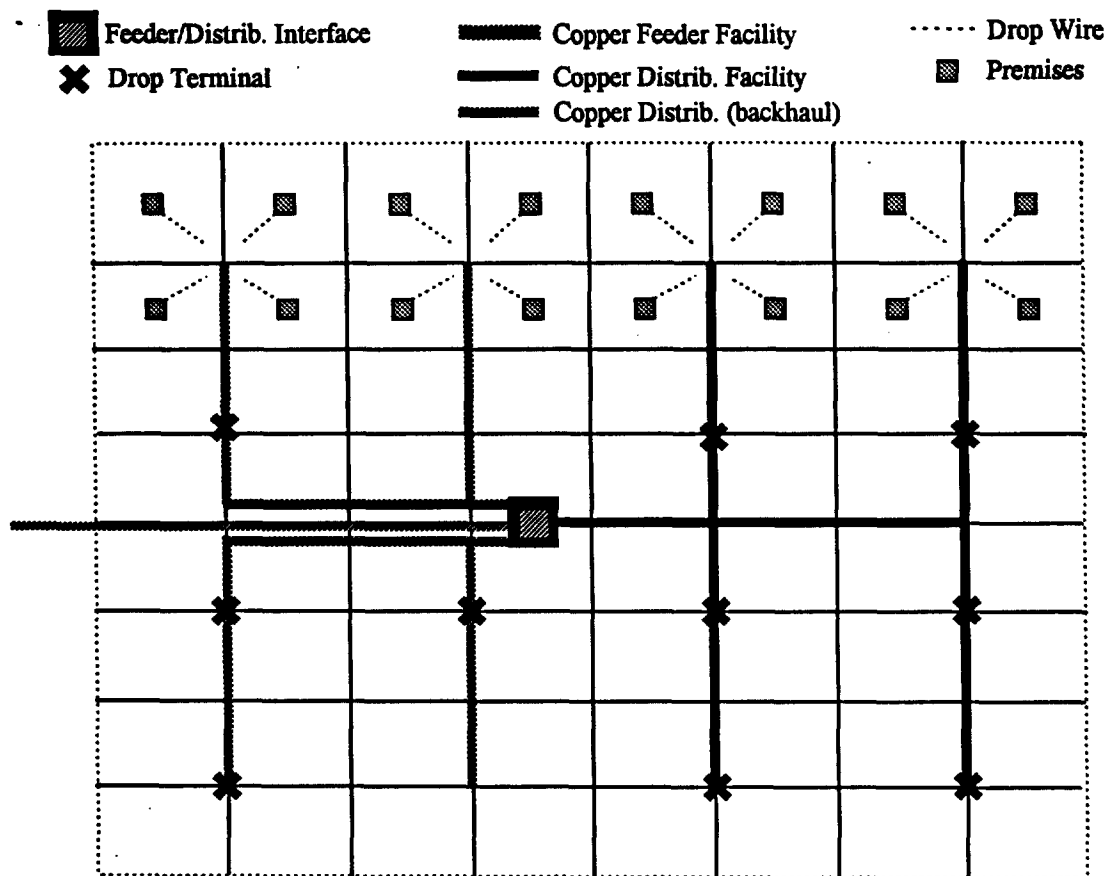 Feeder/Distrib. Interface
Drop Terminal
Copper Feeder Facility
Copper Distrib. Facility
Copper Distrib. (backhaul)
Drop Wire
Premises